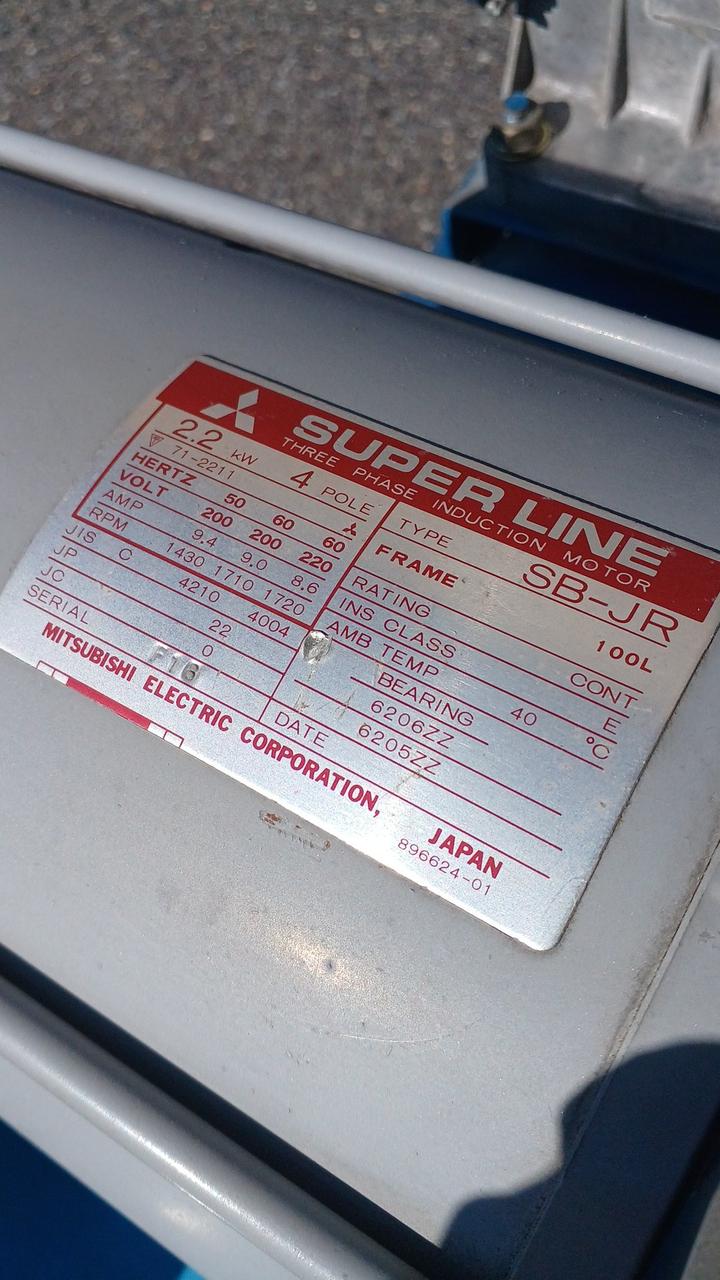 SUPER LINE
THREE PHASE INDUCTION MOTOR
2.2 kW 4 POLE
71-2211
HERTZ 50 60 60
VOLT 200 200 220
AMP 9.4 9.0 8.6
RPM 1430 1710 1720
JIS C 4210 4004
JP 22
JC 0
SERIAL F16
TYPE SB-JR
FRAME 100L
RATING CONT
INS CLASS E
AMB TEMP 40 °C
BEARING
6206ZZ
6205ZZ
DATE
MITSUBISHI ELECTRIC CORPORATION, JAPAN
896624-01